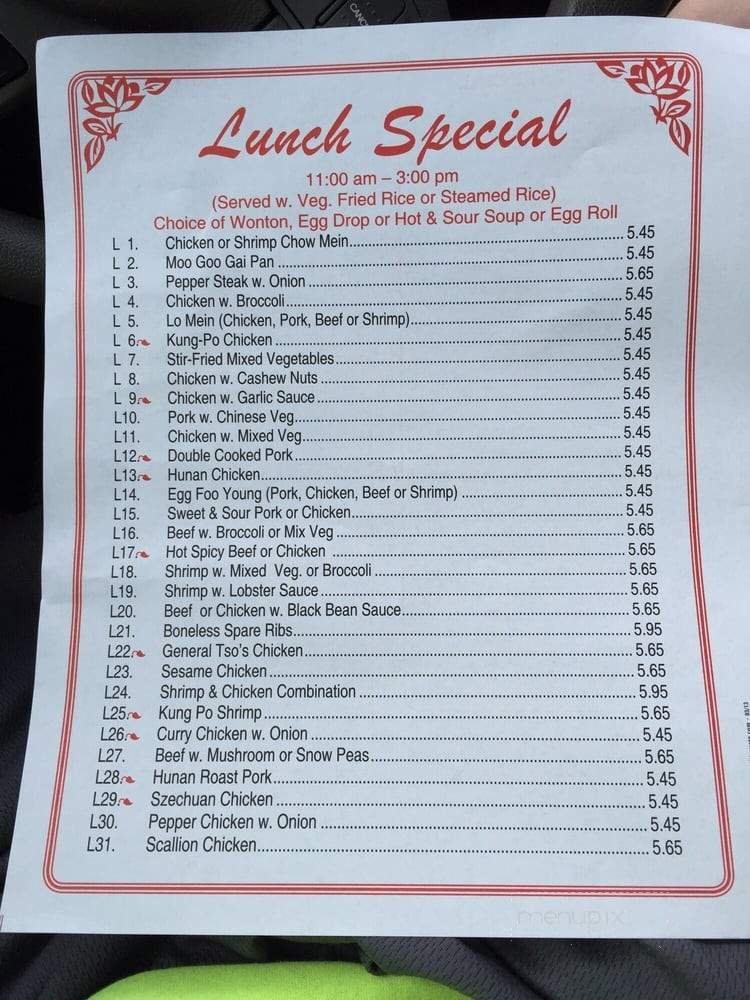 CANC
Lunch Special
11:00 am – 3:00 pm
(Served w. Veg. Fried Rice or Steamed Rice)
Choice of Wonton, Egg Drop or Hot & Sour Soup or Egg Roll
L 1. Chicken or Shrimp Chow Mein 5.45
L 2. Moo Goo Gai Pan 5.45
L 3. Pepper Steak w. Onion 5.65
L 4. Chicken w. Broccoli 5.45
L 5. Lo Mein (Chicken, Pork, Beef or Shrimp) 5.45
L 6. Kung-Po Chicken 5.45
L 7. Stir-Fried Mixed Vegetables 5.45
L 8. Chicken w. Cashew Nuts 5.45
L 9. Chicken w. Garlic Sauce 5.45
L10. Pork w. Chinese Veg. 5.45
L11. Chicken w. Mixed Veg. 5.45
L12. Double Cooked Pork 5.45
L13. Hunan Chicken 5.45
L14. Egg Foo Young (Pork, Chicken, Beef or Shrimp) 5.45
L15. Sweet & Sour Pork or Chicken 5.45
L16. Beef w. Broccoli or Mix Veg 5.65
L17. Hot Spicy Beef or Chicken 5.65
L18. Shrimp w. Mixed Veg. or Broccoli 5.65
L19. Shrimp w. Lobster Sauce 5.65
L20. Beef or Chicken w. Black Bean Sauce 5.65
L21. Boneless Spare Ribs 5.95
L22. General Tso's Chicken 5.65
L23. Sesame Chicken 5.65
L24. Shrimp & Chicken Combination 5.95
L25. Kung Po Shrimp 5.65
L26. Curry Chicken w. Onion 5.45
L27. Beef w. Mushroom or Snow Peas 5.65
L28. Hunan Roast Pork 5.45
L29. Szechuan Chicken 5.45
L30. Pepper Chicken w. Onion 5.45
L31. Scallion Chicken 5.65
menupix